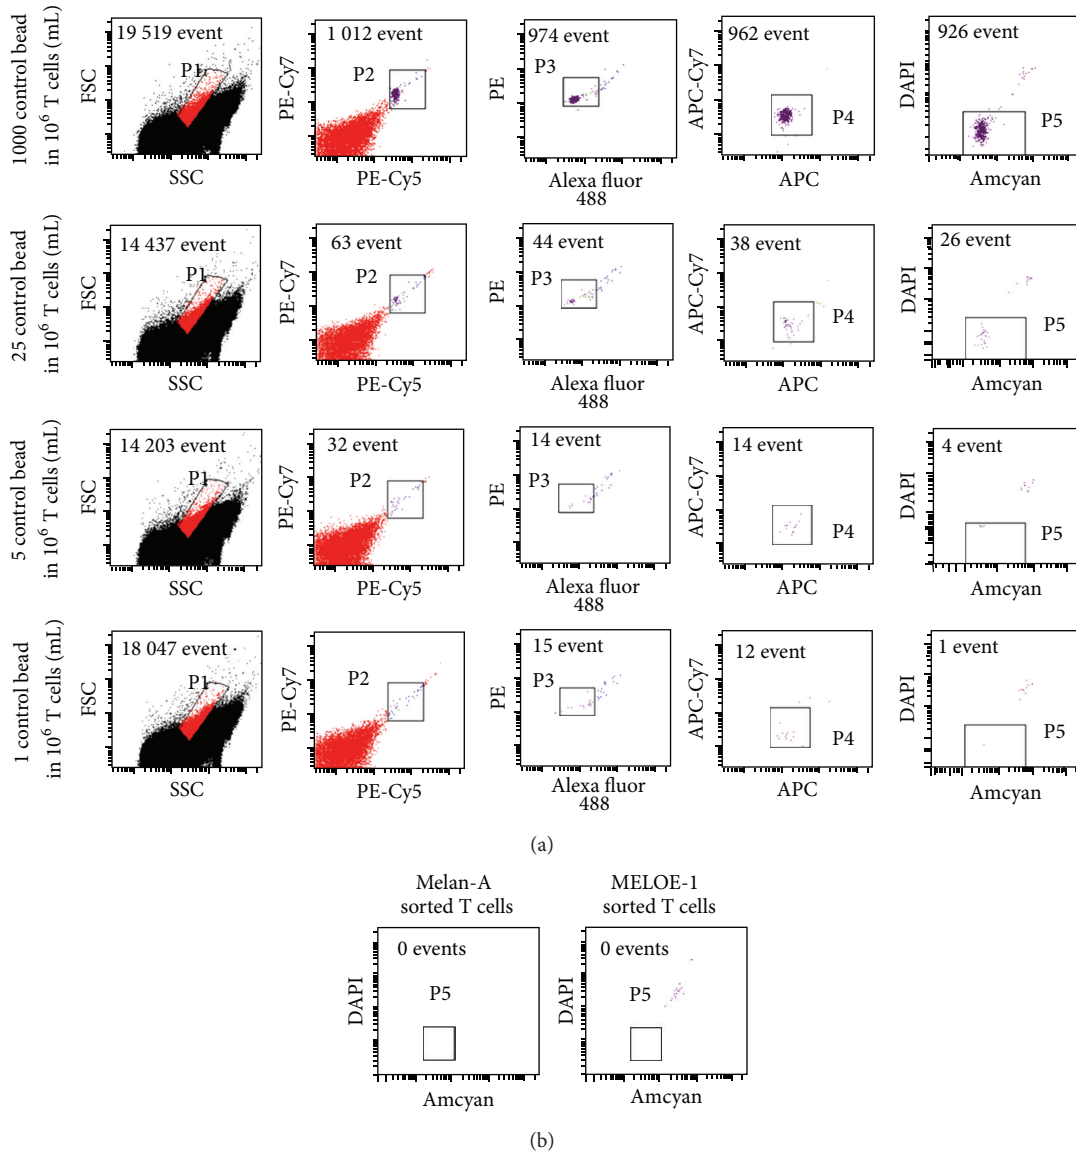 1000 control bead
in 10⁶ T cells (mL)
19 519 event
P1
FSC
SSC
1 012 event
P2
PE-Cy7
PE-Cy5
974 event
P3
PE
Alexa fluor
488
962 event
P4
APC-Cy7
APC
926 event
P5
DAPI
Amcyan
25 control bead
in 10⁶ T cells (mL)
14 437 event
P1
FSC
SSC
63 event
P2
PE-Cy7
PE-Cy5
44 event
P3
PE
Alexa fluor
488
38 event
P4
APC-Cy7
APC
26 event
P5
DAPI
Amcyan
5 control bead
in 10⁶ T cells (mL)
14 203 event
P1
FSC
SSC
32 event
P2
PE-Cy7
PE-Cy5
14 event
P3
PE
Alexa fluor
488
14 event
P4
APC-Cy7
APC
4 event
P5
DAPI
Amcyan
1 control bead
in 10⁶ T cells (mL)
18 047 event
P1
FSC
SSC
P2
PE-Cy7
PE-Cy5
15 event
P3
PE
Alexa fluor
488
12 event
P4
APC-Cy7
APC
1 event
P5
DAPI
Amcyan
(a)
Melan-A
sorted T cells
0 events
P5
DAPI
Amcyan
MELOE-1
sorted T cells
0 events
P5
DAPI
Amcyan
(b)